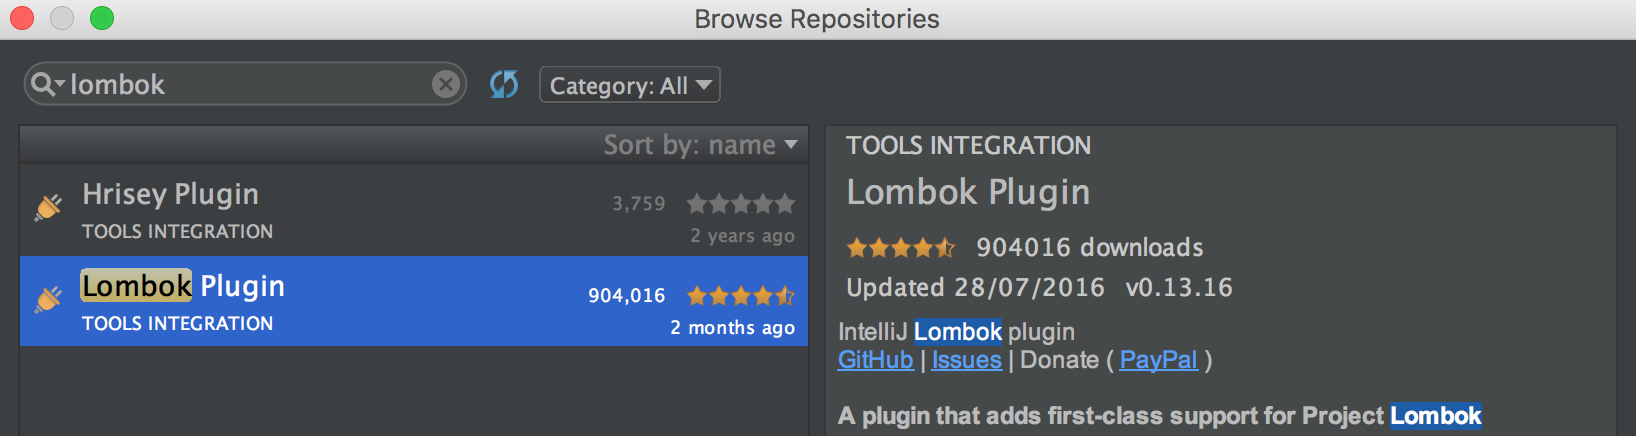 Browse Repositories
lombok
Category: All
Sort by: name
Hrisey Plugin
3,759
TOOLS INTEGRATION
2 years ago
Lombok Plugin
904,016
TOOLS INTEGRATION
2 months ago
TOOLS INTEGRATION
Lombok Plugin
904016 downloads
Updated 28/07/2016 v0.13.16
IntelliJ Lombok plugin
GitHub | Issues | Donate ( PayPal )
A plugin that adds first-class support for Project Lombok